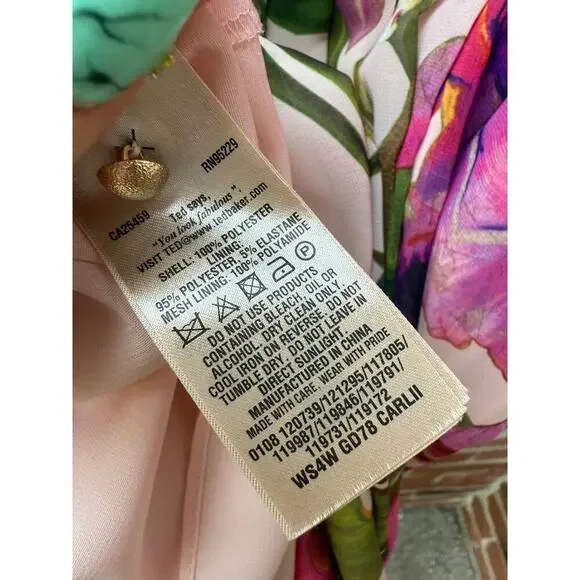 CA25459 RN95229
Ted says,
"You look fabulous".
VISIT TED@www.tedbaker.com
SHELL: 100% POLYESTER
LINING:
95% POLYESTER, 5% ELASTANE
MESH LINING: 100% POLYAMIDE
DO NOT USE PRODUCTS
CONTAINING BLEACH, OIL OR
ALCOHOL. DRY CLEAN ONLY.
COOL IRON ON REVERSE. DO NOT
TUMBLE DRY. DO NOT LEAVE IN
DIRECT SUNLIGHT.
MANUFACTURED IN CHINA
MADE WITH CARE, WEAR WITH PRIDE
0108 120739/121295/117805/
119987/119846/119791/
119731/119172
WS4W GD78 CARLII